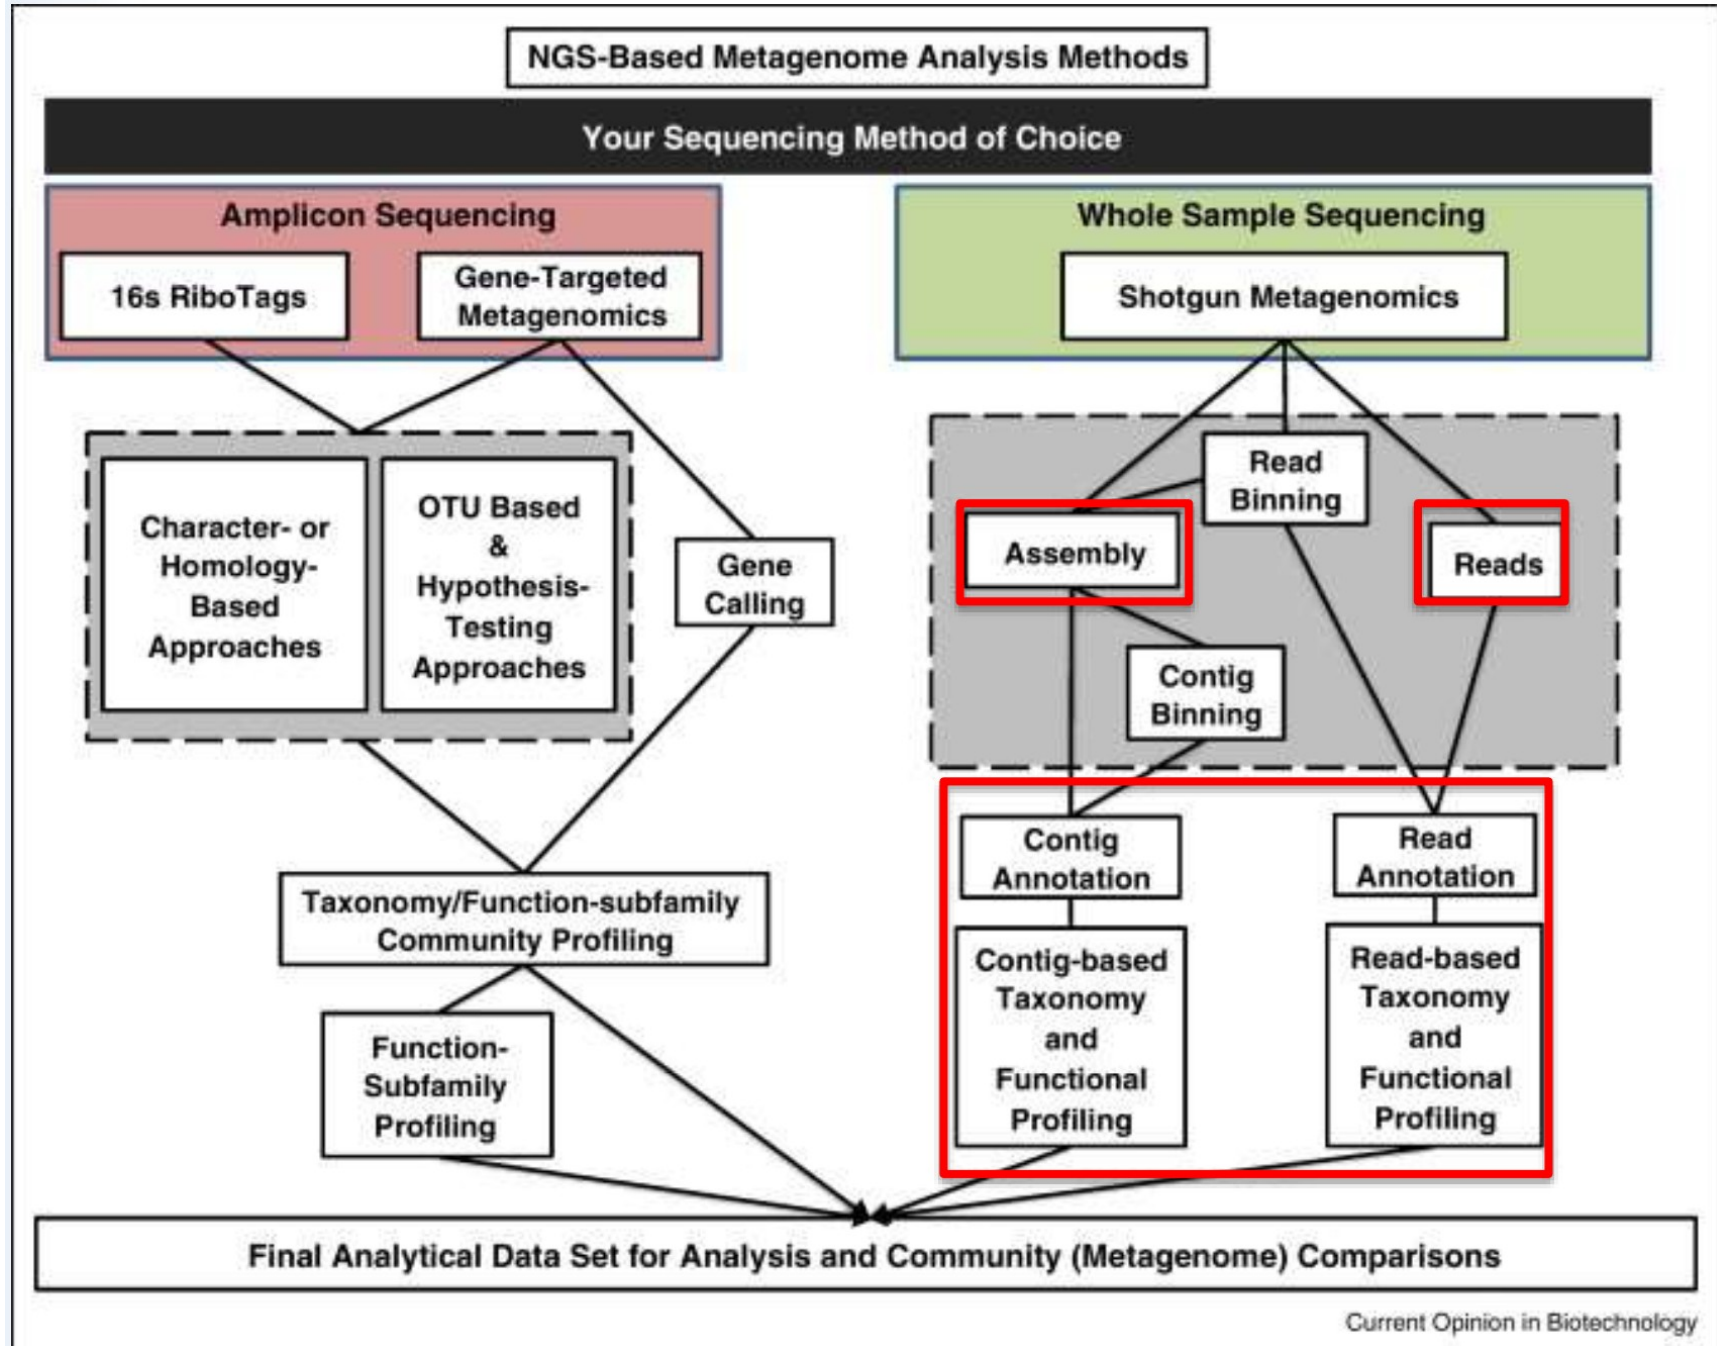 NGS-Based Metagenome Analysis Methods
Your Sequencing Method of Choice
Amplicon Sequencing
16s RiboTags
Gene-Targeted
Metagenomics
Whole Sample Sequencing
Shotgun Metagenomics
Character- or
Homology-
Based
Approaches
OTU Based
&
Hypothesis-
Testing
Approaches
Gene
Calling
Read
Binning
Assembly
Reads
Contig
Binning
Taxonomy/Function-subfamily
Community Profiling
Function-
Subfamily
Profiling
Contig
Annotation
Read
Annotation
Contig-based
Taxonomy
and
Functional
Profiling
Read-based
Taxonomy
and
Functional
Profiling
Final Analytical Data Set for Analysis and Community (Metagenome) Comparisons
Current Opinion in Biotechnology